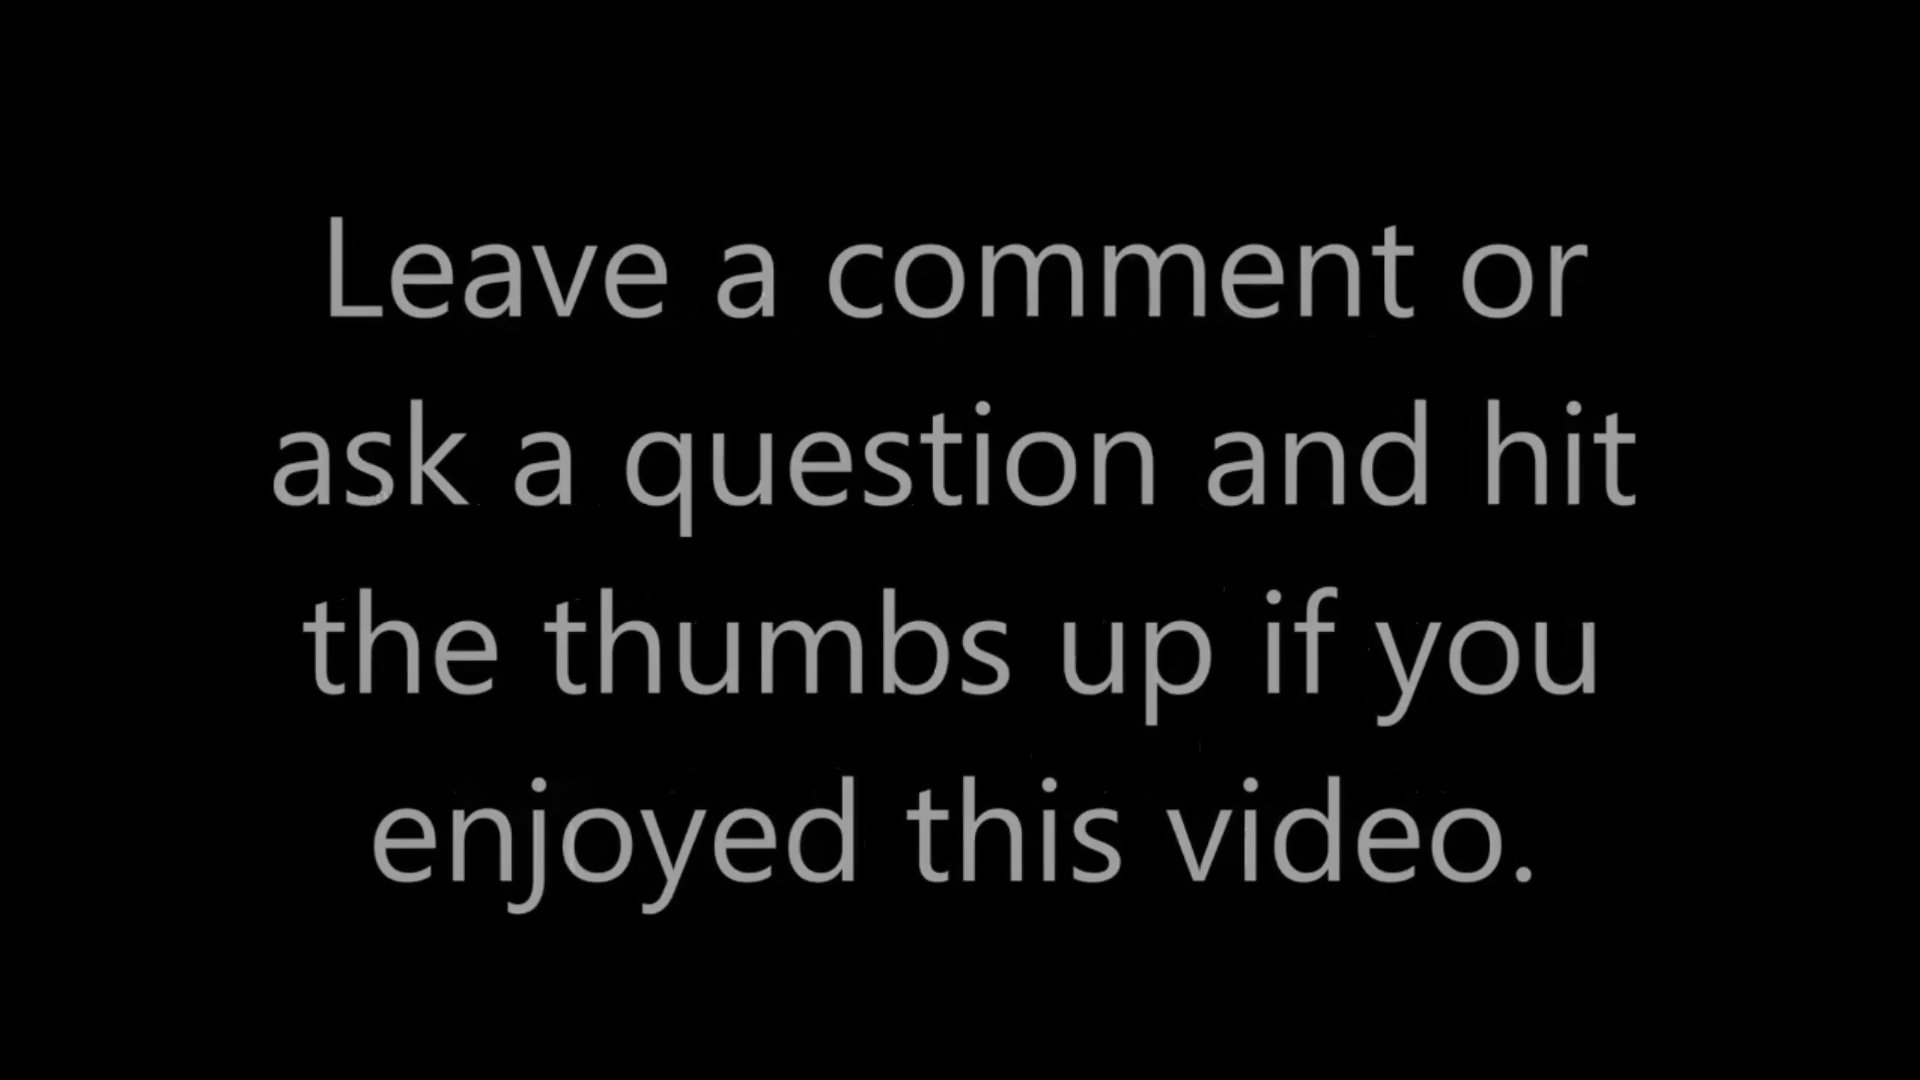 Leave a comment or
ask a question and hit
the thumbs up if you
enjoyed this video.